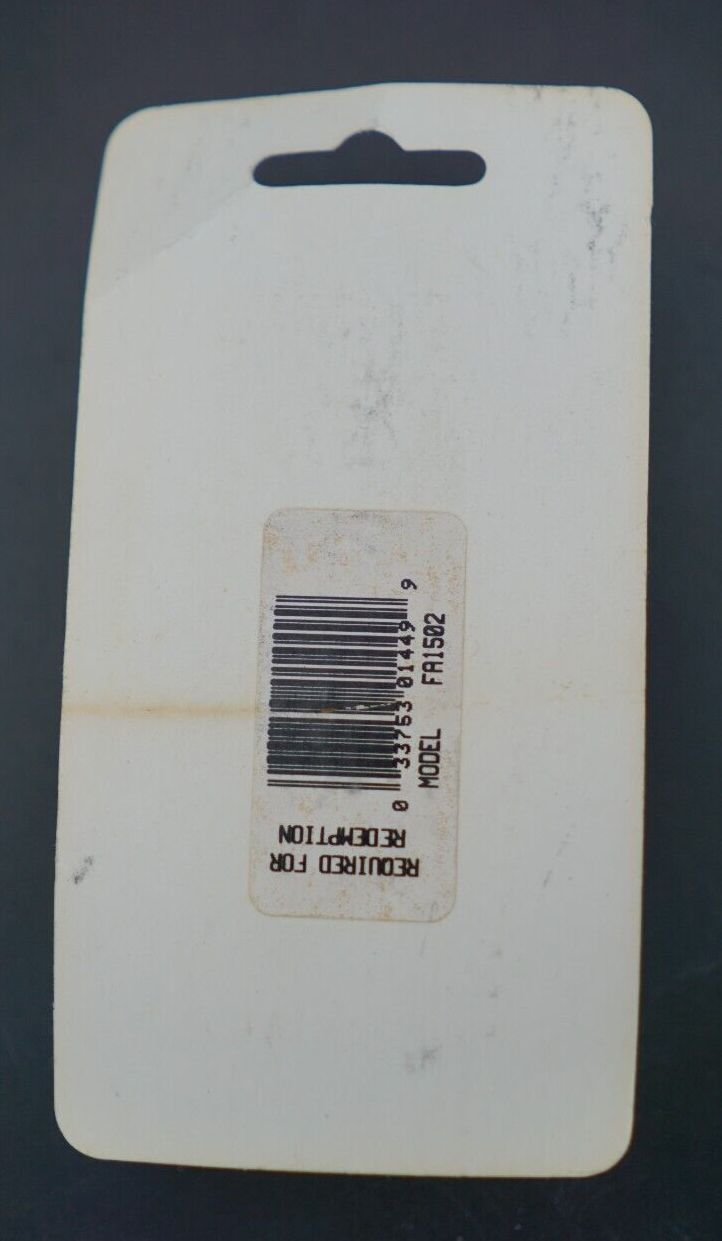 0 33753 01449 9
MODEL FA1502
REQUIRED FOR
REDEMPTION